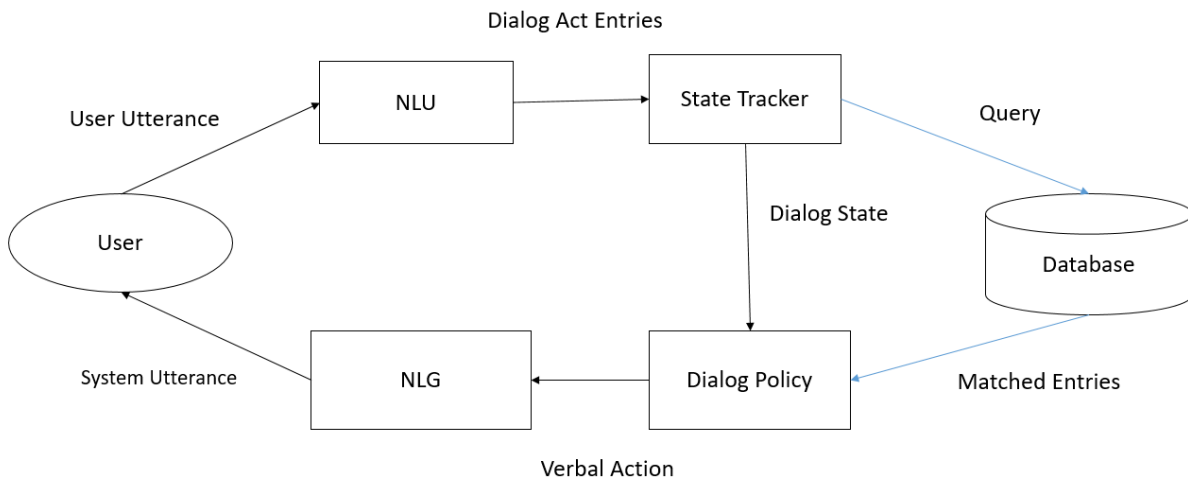 Dialog Act Entries
NLU
State Tracker
User Utterance
Query
Dialog State
User
Database
System Utterance
NLG
Dialog Policy
Matched Entries
Verbal Action